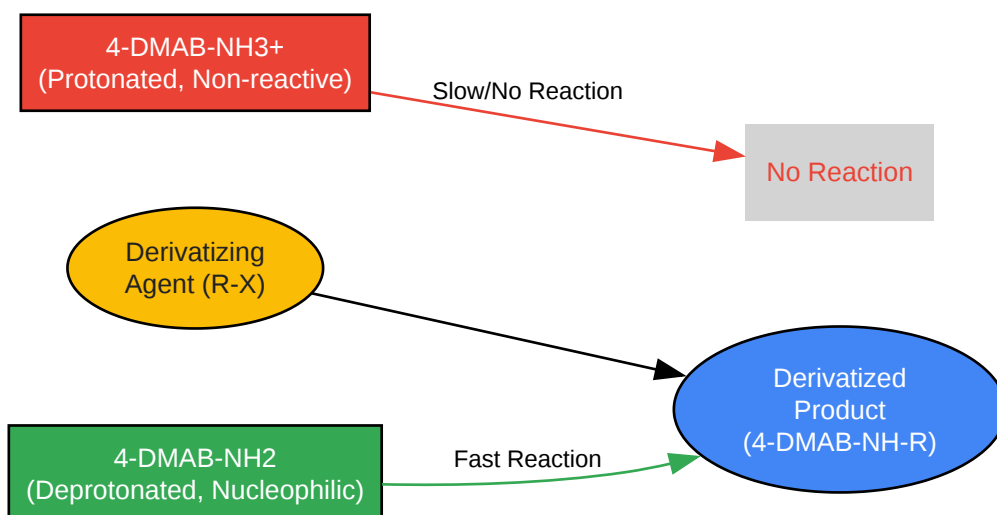 4-DMAB-NH3+
(Protonated, Non-reactive)
Slow/No Reaction
No Reaction
Derivatizing
Agent (R-X)
Derivatized
Product
(4-DMAB-NH-R)
4-DMAB-NH2
(Deprotonated, Nucleophilic)
Fast Reaction